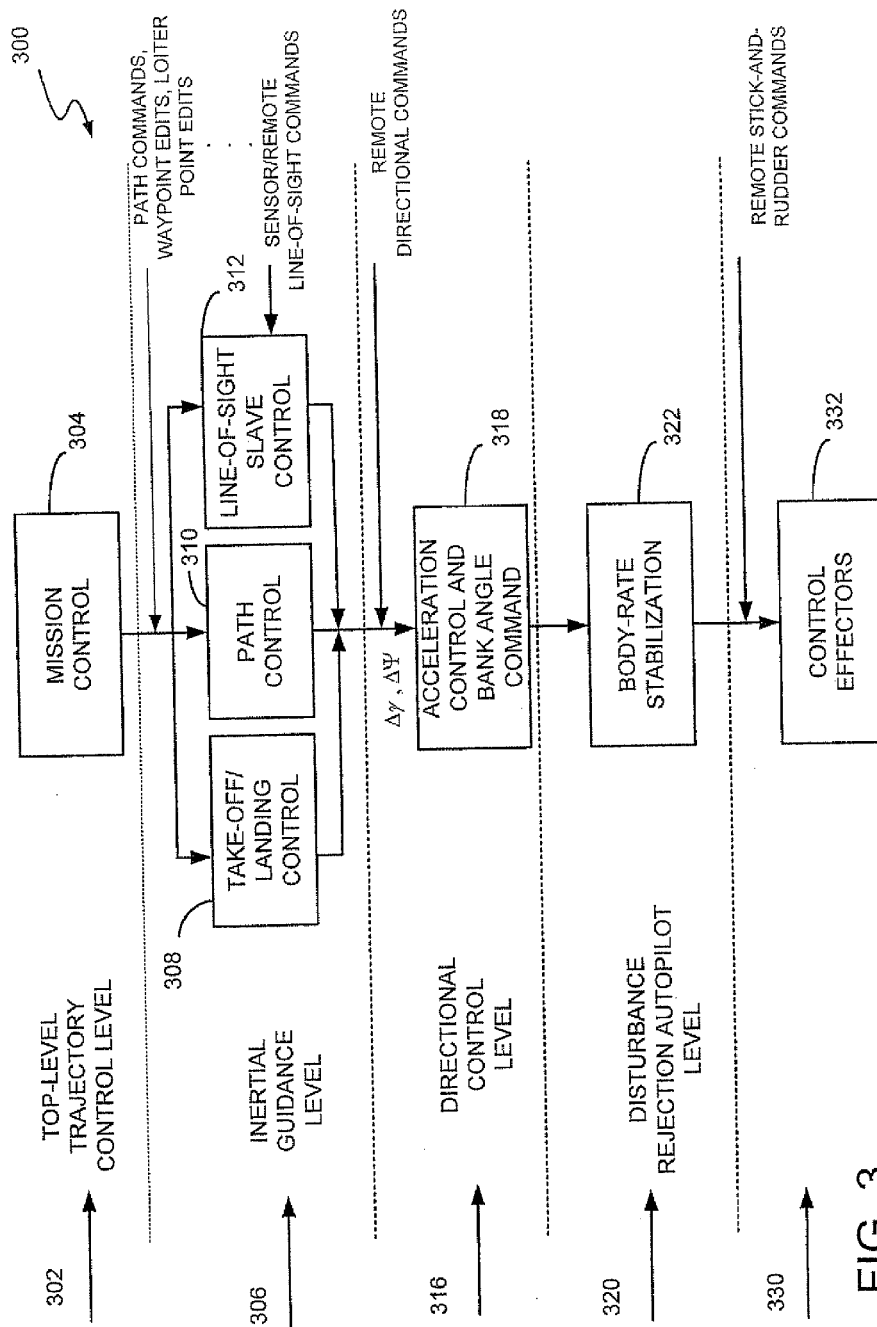 300
PATH COMMANDS,
WAYPOINT EDITS, LOITER
POINT EDITS
302
TOP-LEVEL
TRAJECTORY
CONTROL LEVEL
MISSION
CONTROL
304
306
INERTIAL
GUIDANCE
LEVEL
308
TAKE-OFF/
LANDING
CONTROL
310
PATH
CONTROL
312
LINE-OF-SIGHT
SLAVE
CONTROL
SENSOR/REMOTE
LINE-OF-SIGHT COMMANDS
REMOTE
DIRECTIONAL COMMANDS
Δγ , ΔΨ
316
DIRECTIONAL
CONTROL
LEVEL
ACCELERATION
CONTROL AND
BANK ANGLE
COMMAND
318
320
DISTURBANCE
REJECTION AUTOPILOT
LEVEL
BODY-RATE
STABILIZATION
322
REMOTE STICK-AND-
RUDDER COMMANDS
330
CONTROL
EFFECTORS
332
FIG. 3